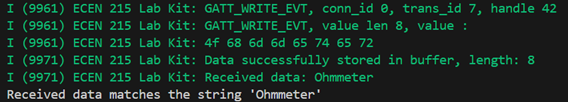 I (9961) ECEN 215 Lab Kit: GATT_WRITE_EVT, conn_id 0, trans_id 7, handle 42
I (9961) ECEN 215 Lab Kit: GATT_WRITE_EVT, value len 8, value :
I (9961) ECEN 215 Lab Kit: 4f 68 6d 6d 65 74 65 72
I (9971) ECEN 215 Lab Kit: Data successfully stored in buffer, length: 8
I (9971) ECEN 215 Lab Kit: Received data: Ohmmeter
Received data matches the string 'Ohmmeter'